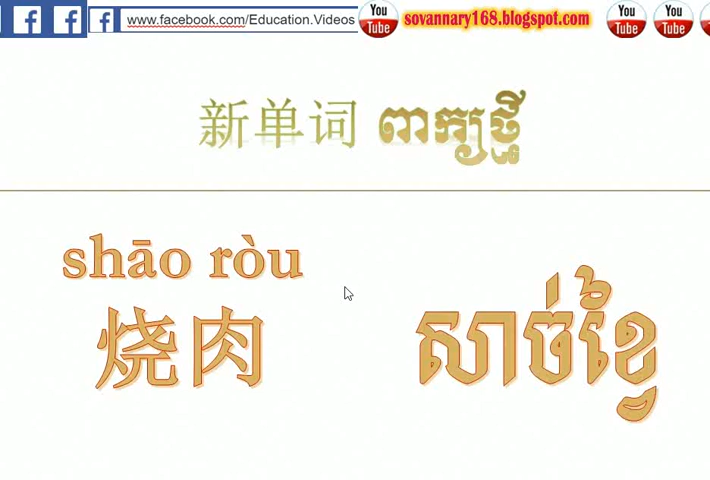 www.facebook.com/Education.Videos You Tube sovannary168.blogspot.com You Tube You Tube
新单词 ពាក្យថ្មី
shāo ròu
烧肉 សាច់ខ្វៃ